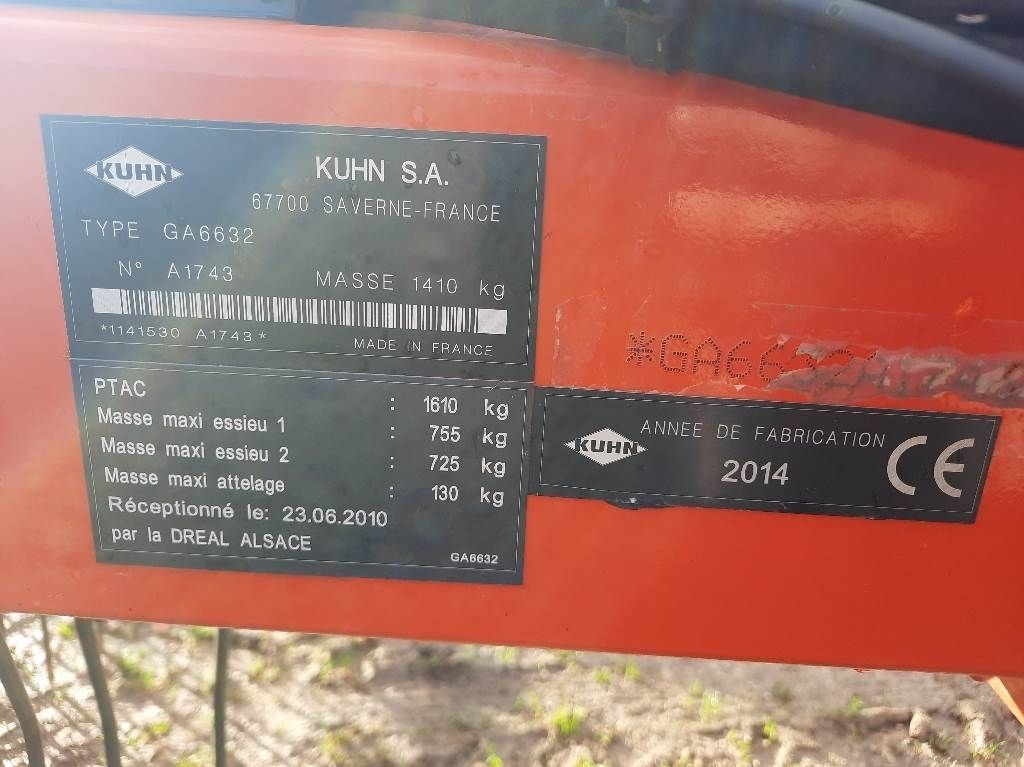 KUHN
KUHN S.A.
67700 SAVERNE-FRANCE
TYPE GA6632
N° A1743 MASSE 1410 kg
*1141530 A1743*
MADE IN FRANCE
PTAC : 1610 kg
Masse maxi essieu 1 : 755 kg
Masse maxi essieu 2 : 725 kg
Masse maxi attelage : 130 kg
Réceptionné le: 23.06.2010
par la DREAL ALSACE
GA6632
KUHN
ANNÉE DE FABRICATION
2014
CE